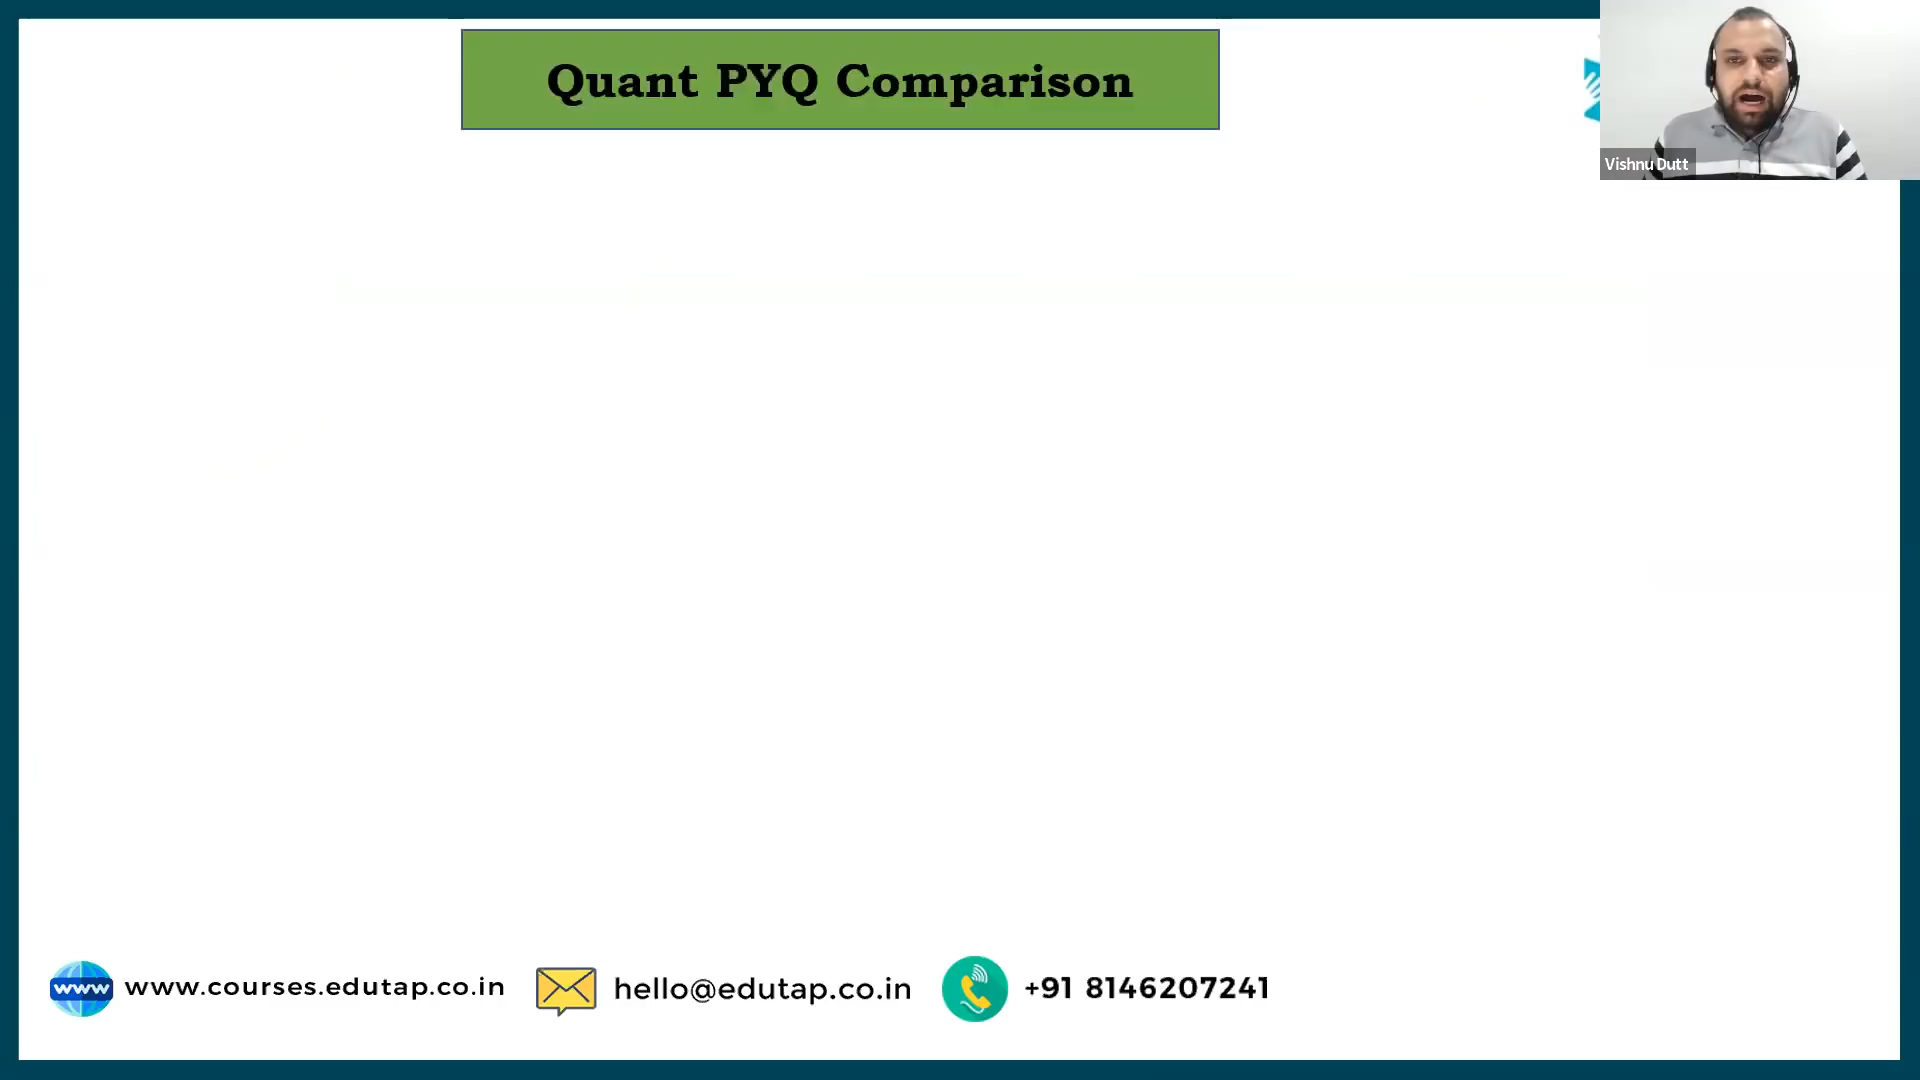 Quant PYQ Comparison
Vishnu Dutt
www www.courses.edutap.co.in
hello@edutap.co.in
+91 8146207241